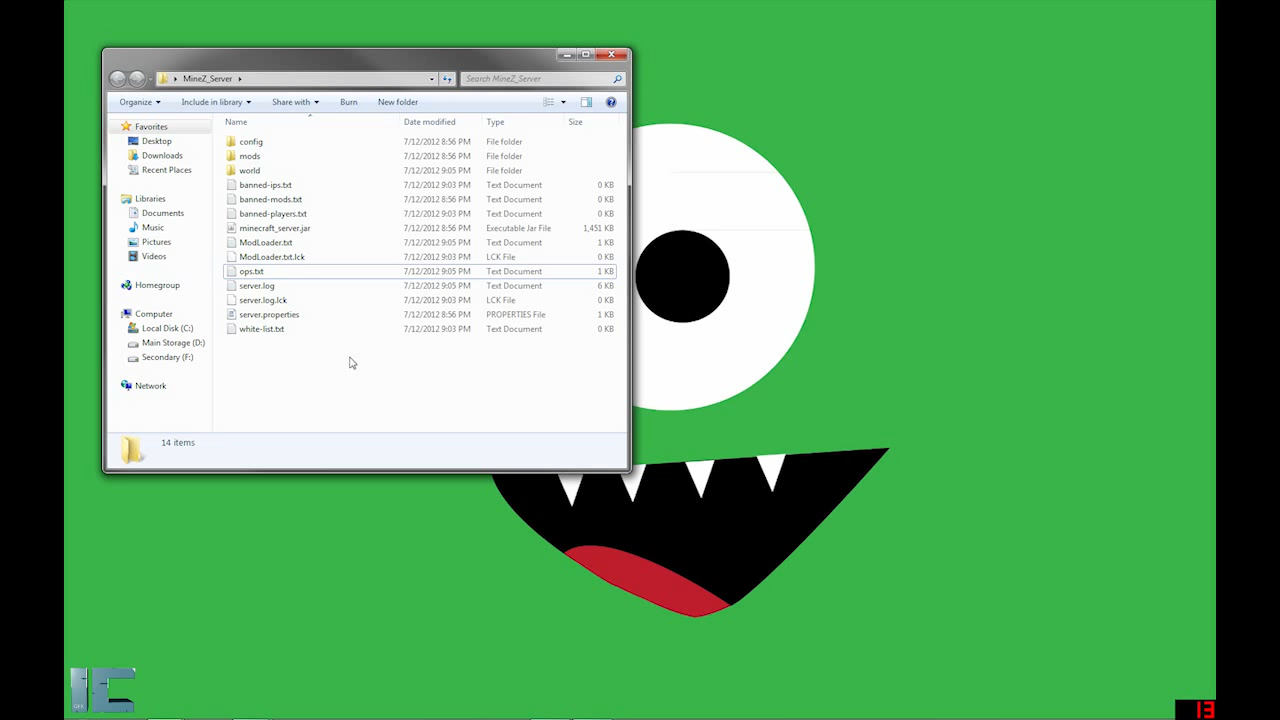 MineZ_Server
Search MineZ_Server
Organize Include in library Share with Burn New folder
Name Date modified Type Size
Favorites
Desktop
Downloads
Recent Places
Libraries
Documents
Music
Pictures
Videos
Homegroup
Computer
Local Disk (C:)
Main Storage (D:)
Secondary (F:)
Network
config 7/12/2012 8:56 PM File folder
mods 7/12/2012 8:56 PM File folder
world 7/12/2012 9:05 PM File folder
banned-ips.txt 7/12/2012 9:03 PM Text Document 0 KB
banned-mods.txt 7/12/2012 8:56 PM Text Document 0 KB
banned-players.txt 7/12/2012 9:03 PM Text Document 0 KB
minecraft_server.jar 7/12/2012 8:56 PM Executable Jar File 1,451 KB
ModLoader.txt 7/12/2012 9:05 PM Text Document 1 KB
ModLoader.txt.lck 7/12/2012 9:03 PM LCK File 0 KB
ops.txt 7/12/2012 9:05 PM Text Document 1 KB
server.log 7/12/2012 9:05 PM Text Document 6 KB
server.log.lck 7/12/2012 9:03 PM LCK File 0 KB
server.properties 7/12/2012 8:56 PM PROPERTIES File 1 KB
white-list.txt 7/12/2012 9:03 PM Text Document 0 KB
14 items
IC
GFX
13